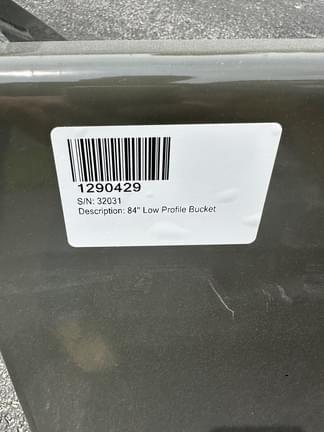 1290429
S/N: 32031
Description: 84" Low Profile Bucket